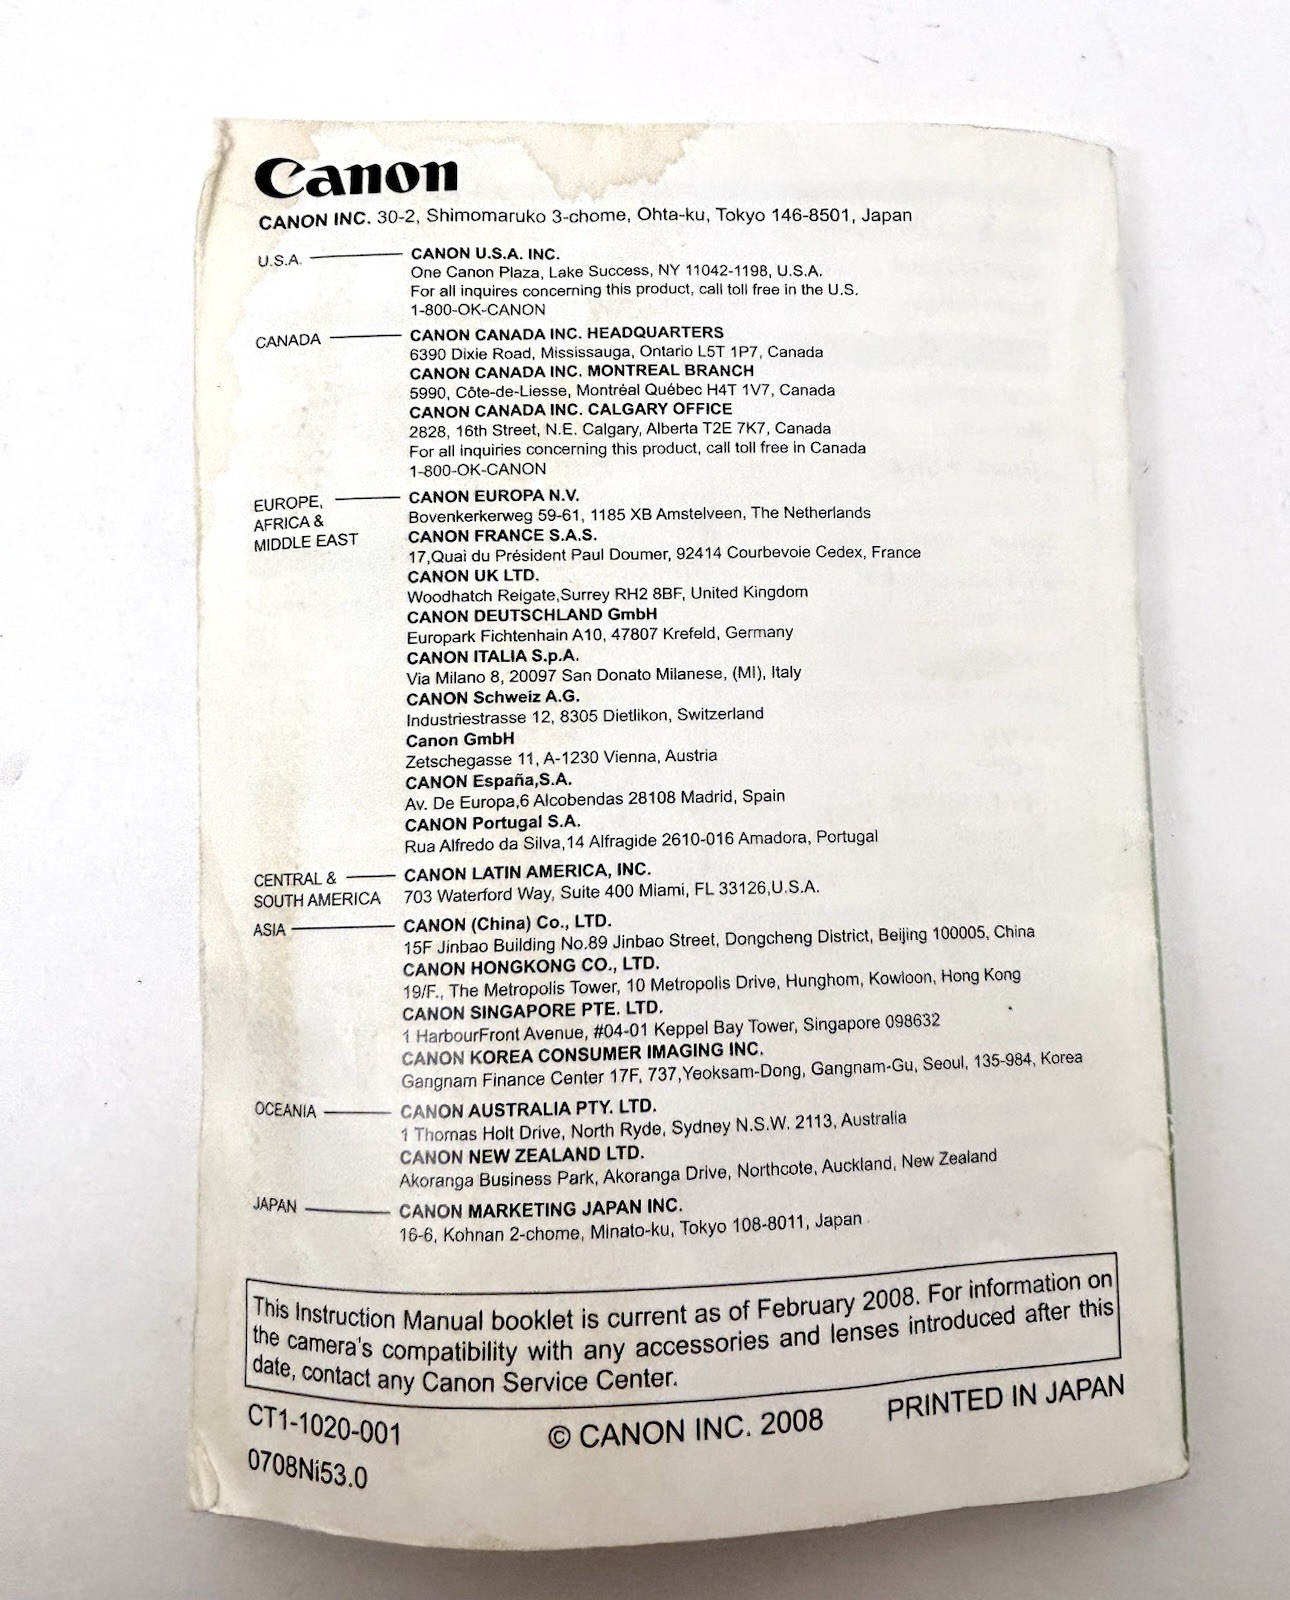 Canon
CANON INC. 30-2, Shimomaruko 3-chome, Ohta-ku, Tokyo 146-8501, Japan
U.S.A.
CANON U.S.A. INC.
One Canon Plaza, Lake Success, NY 11042-1198, U.S.A.
For all inquires concerning this product, call toll free in the U.S.
1-800-OK-CANON
CANADA
CANON CANADA INC. HEADQUARTERS
6390 Dixie Road, Mississauga, Ontario L5T 1P7, Canada
CANON CANADA INC. MONTREAL BRANCH
5990, Côte-de-Liesse, Montréal Québec H4T 1V7, Canada
CANON CANADA INC. CALGARY OFFICE
2828, 16th Street, N.E. Calgary, Alberta T2E 7K7, Canada
For all inquiries concerning this product, call toll free in Canada
1-800-OK-CANON
EUROPE,
AFRICA &
MIDDLE EAST
CANON EUROPA N.V.
Bovenkerkerweg 59-61, 1185 XB Amstelveen, The Netherlands
CANON FRANCE S.A.S.
17,Quai du Président Paul Doumer, 92414 Courbevoie Cedex, France
CANON UK LTD.
Woodhatch Reigate,Surrey RH2 8BF, United Kingdom
CANON DEUTSCHLAND GmbH
Europark Fichtenhain A10, 47807 Krefeld, Germany
CANON ITALIA S.p.A.
Via Milano 8, 20097 San Donato Milanese, (MI), Italy
CANON Schweiz A.G.
Industriestrasse 12, 8305 Dietlikon, Switzerland
Canon GmbH
Zetschegasse 11, A-1230 Vienna, Austria
CANON España,S.A.
Av. De Europa,6 Alcobendas 28108 Madrid, Spain
CANON Portugal S.A.
Rua Alfredo da Silva,14 Alfragide 2610-016 Amadora, Portugal
CENTRAL &
SOUTH AMERICA
CANON LATIN AMERICA, INC.
703 Waterford Way, Suite 400 Miami, FL 33126,U.S.A.
ASIA
CANON (China) Co., LTD.
15F Jinbao Building No.89 Jinbao Street, Dongcheng District, Beijing 100005, China
CANON HONGKONG CO., LTD.
19/F., The Metropolis Tower, 10 Metropolis Drive, Hunghom, Kowloon, Hong Kong
CANON SINGAPORE PTE. LTD.
1 HarbourFront Avenue, #04-01 Keppel Bay Tower, Singapore 098632
CANON KOREA CONSUMER IMAGING INC.
Gangnam Finance Center 17F, 737,Yeoksam-Dong, Gangnam-Gu, Seoul, 135-984, Korea
OCEANIA
CANON AUSTRALIA PTY. LTD.
1 Thomas Holt Drive, North Ryde, Sydney N.S.W. 2113, Australia
CANON NEW ZEALAND LTD.
Akoranga Business Park, Akoranga Drive, Northcote, Auckland, New Zealand
JAPAN
CANON MARKETING JAPAN INC.
16-6, Kohnan 2-chome, Minato-ku, Tokyo 108-8011, Japan
This Instruction Manual booklet is current as of February 2008. For information on
the camera's compatibility with any accessories and lenses introduced after this
date, contact any Canon Service Center.
CT1-1020-001
© CANON INC. 2008
PRINTED IN JAPAN
0708Ni53.0